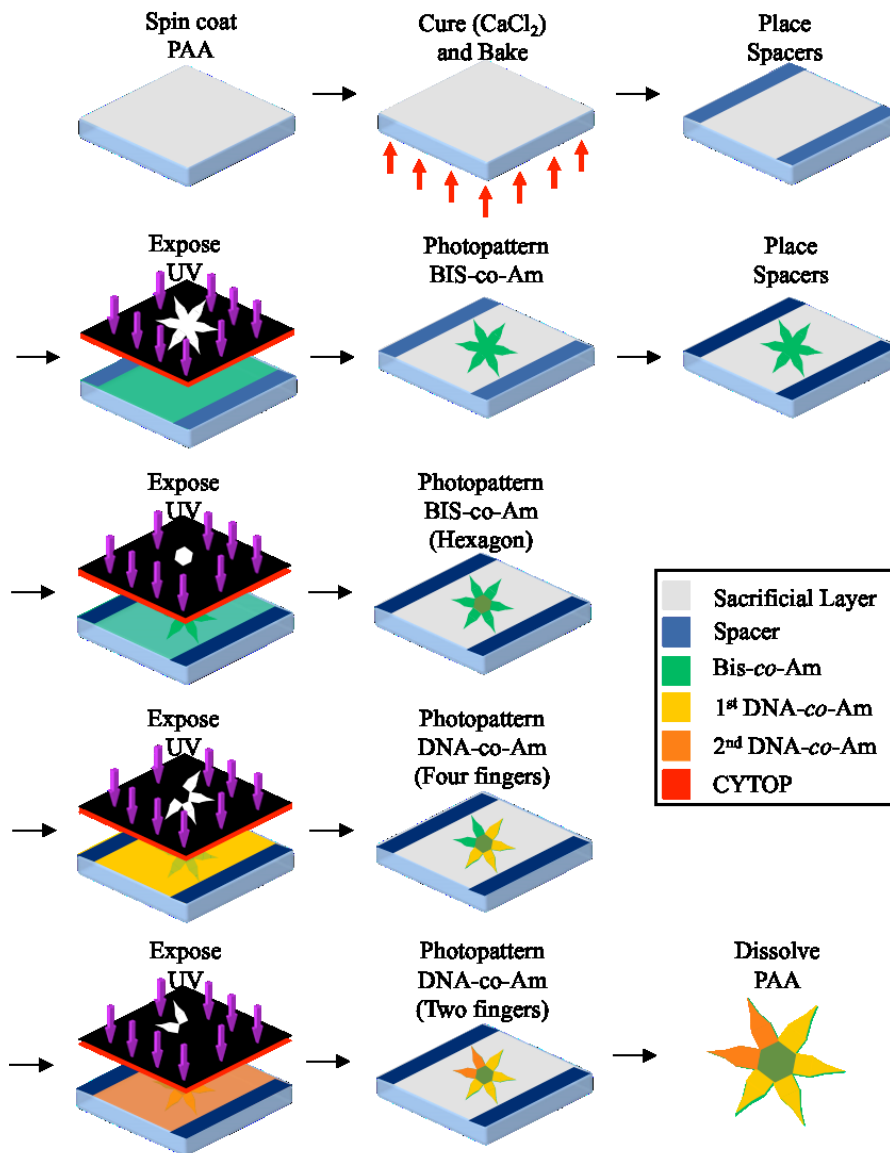 Spin coat
PAA
Cure (CaCl₂)
and Bake
Place
Spacers
Expose
UV
Photopattern
BIS-co-Am
Place
Spacers
Expose
UV
Photopattern
BIS-co-Am
(Hexagon)
Sacrificial Layer
Spacer
Bis-co-Am
1st DNA-co-Am
2nd DNA-co-Am
CYTOP
Expose
UV
Photopattern
DNA-co-Am
(Four fingers)
Expose
UV
Photopattern
DNA-co-Am
(Two fingers)
Dissolve
PAA